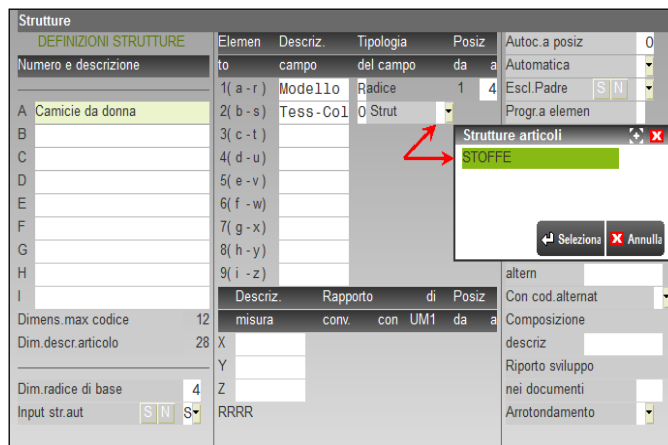 Strutture
DEFINIZIONI STRUTTURE
Numero e descrizione
A Camicie da donna
B
C
D
E
F
G
H
I
Dimens.max codice 12
Dim.descr.articolo 28
Dim.radice di base 4
Input str.aut S N S
Elemen Descriz. Tipologia Posiz
to campo del campo da a
1( a - r) Modello Radice 1 4
2( b - s) Tess-Col 0 Strut
3( c - t )
4( d - u)
5( e - v)
6( f - w)
7( g - x)
8( h - y)
9( i - z)
Descriz. Rapporto di Posiz
misura conv. con UM1 da a
X
Y
Z
RRRR
Autoc.a posiz 0
Automatica
Escl.Padre S N
Progr.a elemen
Strutture articoli
STOFFE
Seleziona X Annulla
altern
Con cod.alternat
Composizione
descriz
Riporto sviluppo
nei documenti
Arrotondamento